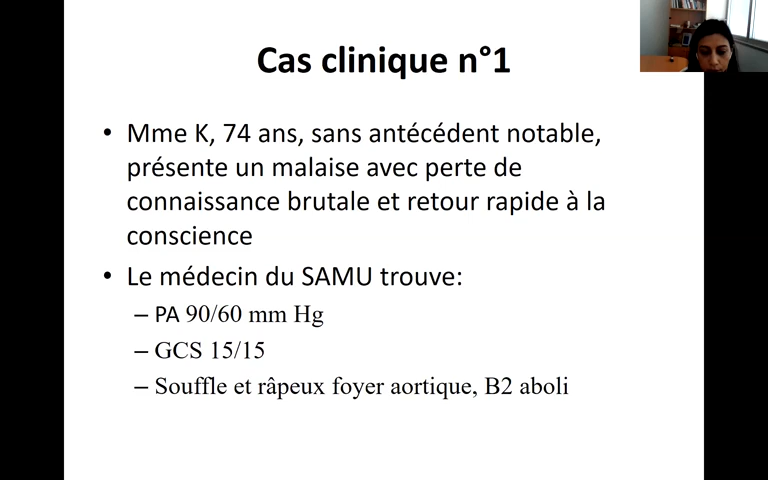 Cas clinique n°1
• Mme K, 74 ans, sans antécédent notable,
présente un malaise avec perte de
connaissance brutale et retour rapide à la
conscience
• Le médecin du SAMU trouve:
– PA 90/60 mm Hg
– GCS 15/15
– Souffle et râpeux foyer aortique, B2 aboli